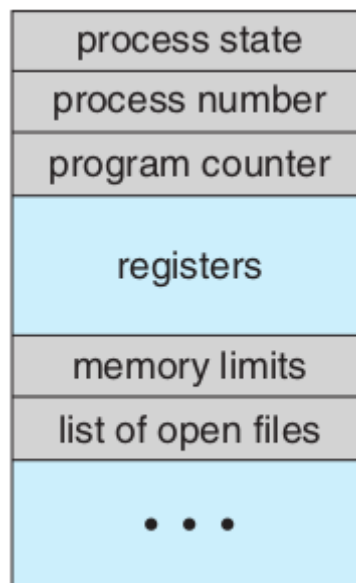 process state
process number
program counter
registers
memory limits
list of open files
• • •